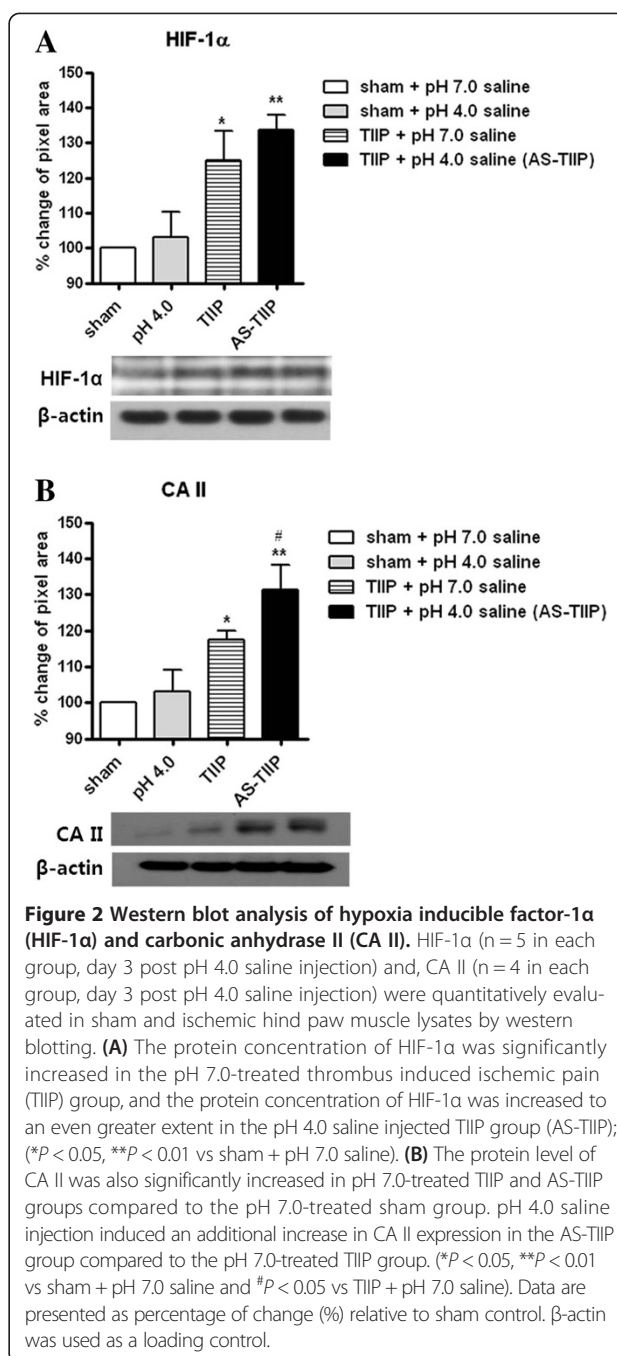 A
HIF-1α
% change of pixel area
150
140
130
120
110
100
90
*
**
sham
pH 4.0
TIIP
AS-TIIP
sham + pH 7.0 saline
sham + pH 4.0 saline
TIIP + pH 7.0 saline
TIIP + pH 4.0 saline (AS-TIIP)
HIF-1α
β-actin
B
CA II
% change of pixel area
150
140
130
120
110
100
90
*
#
**
sham
pH 4.0
TIIP
AS-TIIP
sham + pH 7.0 saline
sham + pH 4.0 saline
TIIP + pH 7.0 saline
TIIP + pH 4.0 saline (AS-TIIP)
CA II
β-actin
Figure 2 Western blot analysis of hypoxia inducible factor-1α
(HIF-1α) and carbonic anhydrase II (CA II). HIF-1α (n = 5 in each
group, day 3 post pH 4.0 saline injection) and, CA II (n = 4 in each
group, day 3 post pH 4.0 saline injection) were quantitatively evalu-
ated in sham and ischemic hind paw muscle lysates by western
blotting. (A) The protein concentration of HIF-1α was significantly
increased in the pH 7.0-treated thrombus induced ischemic pain
(TIIP) group, and the protein concentration of HIF-1α was increased to
an even greater extent in the pH 4.0 saline injected TIIP group (AS-TIIP);
(*P < 0.05, **P < 0.01 vs sham + pH 7.0 saline). (B) The protein level of
CA II was also significantly increased in pH 7.0-treated TIIP and AS-TIIP
groups compared to the pH 7.0-treated sham group. pH 4.0 saline
injection induced an additional increase in CA II expression in the AS-TIIP
group compared to the pH 7.0-treated TIIP group. (*P < 0.05, **P < 0.01
vs sham + pH 7.0 saline and #P < 0.05 vs TIIP + pH 7.0 saline). Data are
presented as percentage of change (%) relative to sham control. β-actin
was used as a loading control.